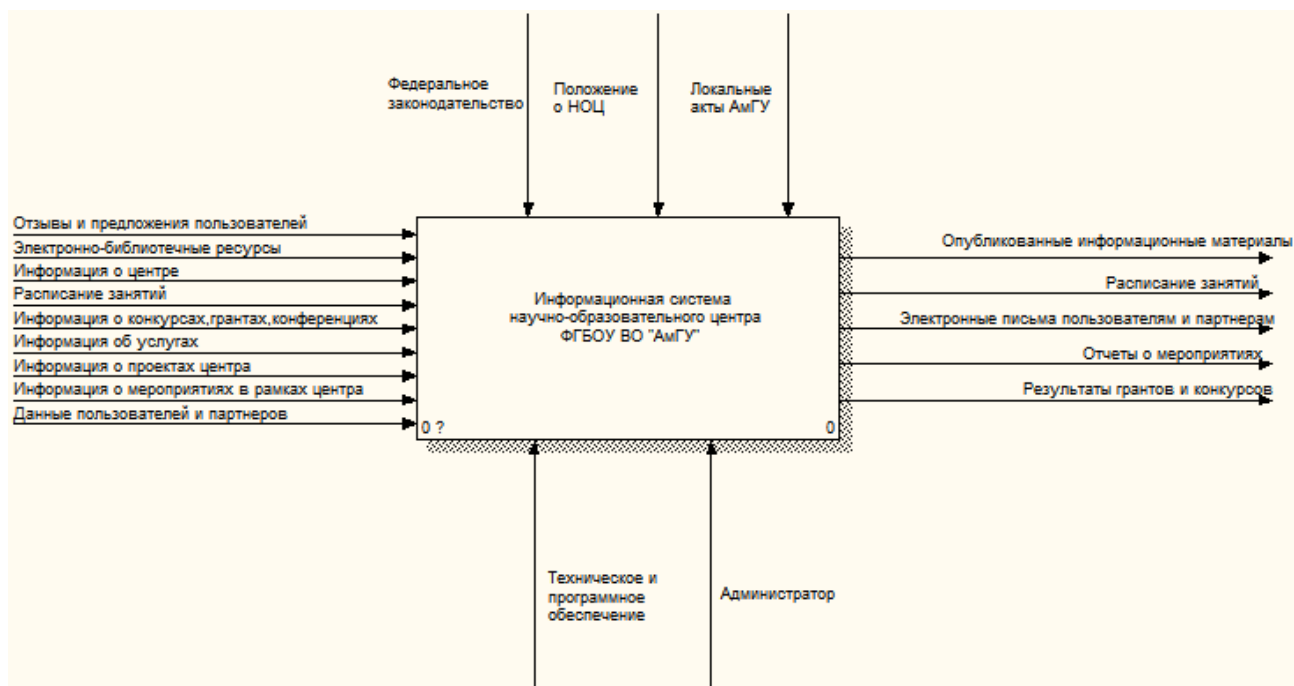 Федеральное
законодательство
Положение
о НОЦ
Локальные
акты АмГУ
Отзывы и предложения пользователей
Электронно-библиотечные ресурсы
Информация о центре
Расписание занятий
Информация о конкурсах,грантах,конференциях
Информация об услугах
Информация о проектах центра
Информация о мероприятиях в рамках центра
Данные пользователей и партнеров
Информационная система
научно-образовательного центра
ФГБОУ ВО "АмГУ"
0 ?
0
Опубликованные информационные материалы
Расписание занятий
Электронные письма пользователям и партнерам
Отчеты о мероприятиях
Результаты грантов и конкурсов
Техническое и
программное
обеспечение
Администратор